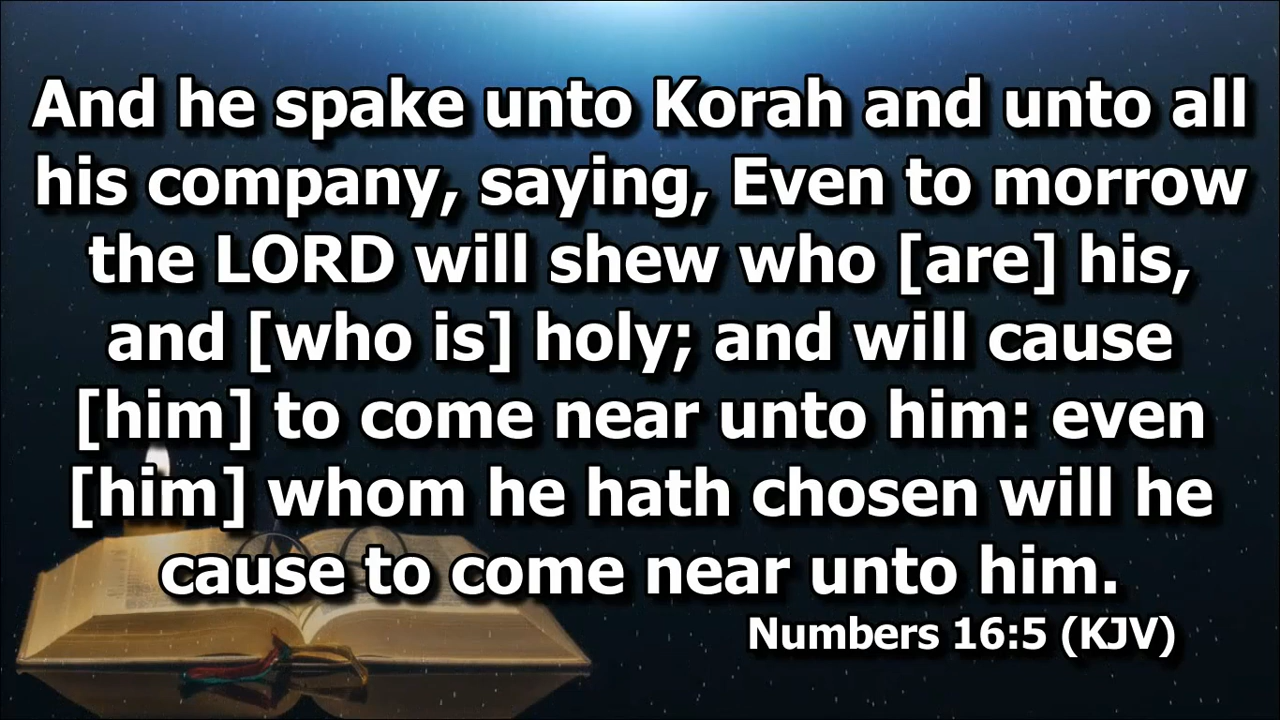 And he spake unto Korah and unto all
his company, saying, Even to morrow
the LORD will shew who [are] his,
and [who is] holy; and will cause
[him] to come near unto him: even
[him] whom he hath chosen will he
cause to come near unto him.
Numbers 16:5 (KJV)